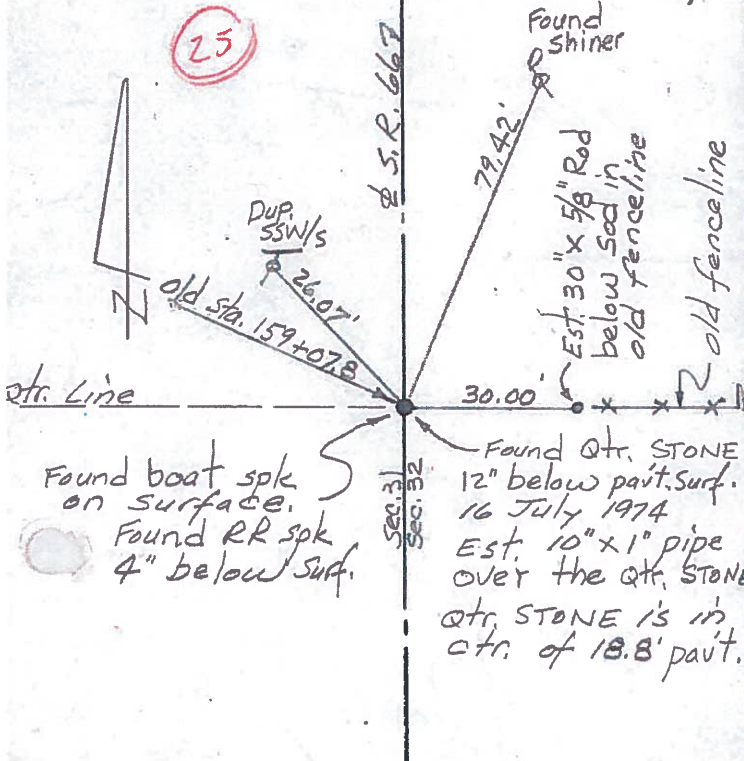 25
Found
Shiner
℄ S.R. 667
79.42'
Dup.
SSW/S
26.07'
old sta. 159+07.8
Est. 30" x 5/8" Rod
below sod in
old fenceline
old fenceline
Qtr. Line
30.00'
Found boat spk
on surface.
Found RR spk
4" below surf.
Sec. 31
Sec. 32
Found Qtr. STONE
12" below pav't. surf.
16 July 1974
Est. 10" x 1" pipe
over the Qtr. STONE
Qtr. STONE is in
ctr. of 18.8' pav't.